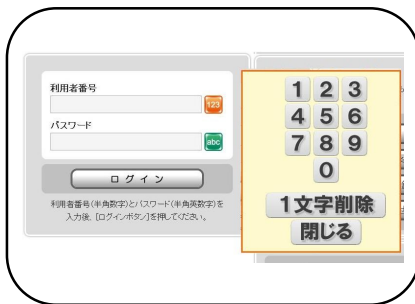 利用者番号
123
パスワード
abc
ログイン
利用者番号(半角数字)とパスワード(半角英数字)を
入力後、[ログインボタン]を押してください。
1 2 3
4 5 6
7 8 9
0
1文字削除
閉じる